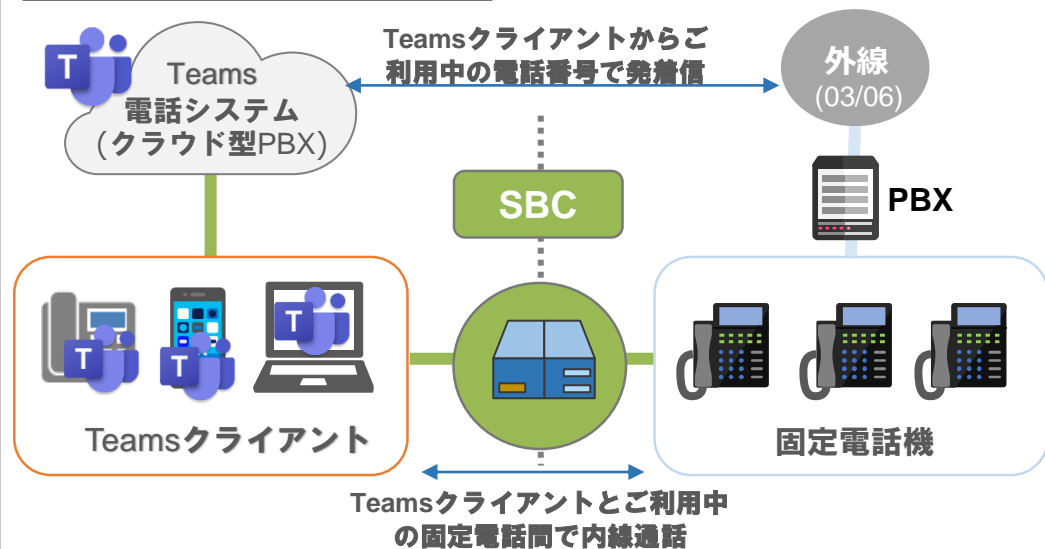 Teamsクライアントからご
利用中の電話番号で発着信
T
Teams
電話システム
(クラウド型PBX)
外線
(03/06)
SBC
PBX
T
T
T
Teamsクライアント
固定電話機
Teamsクライアントとご利用中
の固定電話間で内線通話